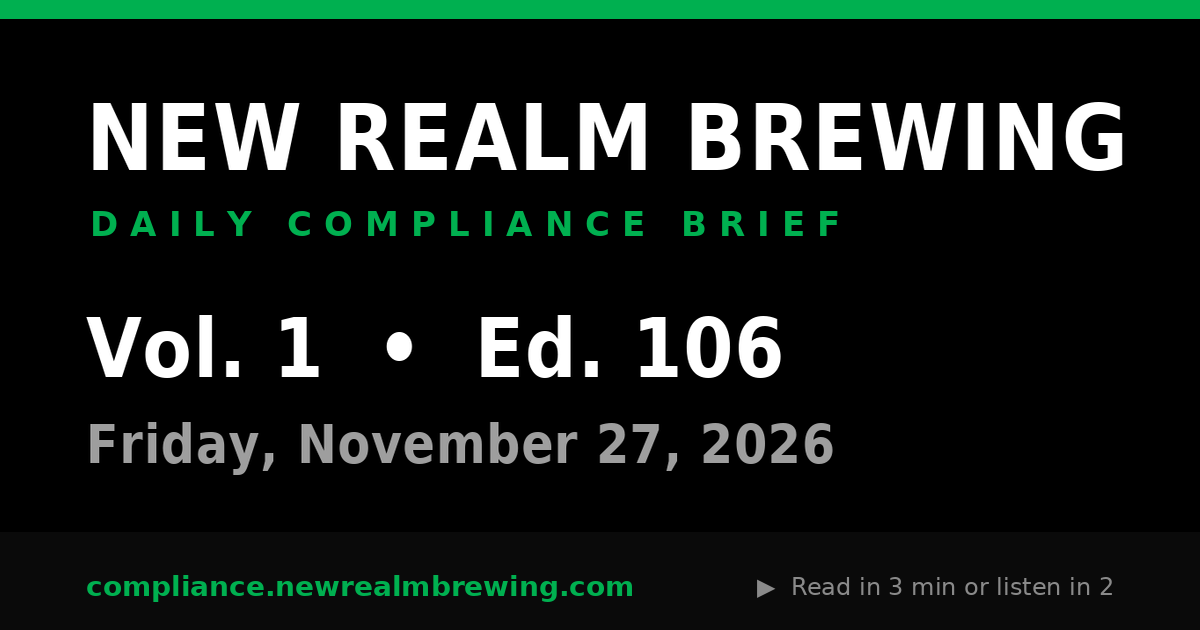 NEW REALM BREWING
DAILY COMPLIANCE BRIEF
Vol. 1 • Ed. 106
Friday, November 27, 2026
compliance.newrealmbrewing.com
▶ Read in 3 min or listen in 2